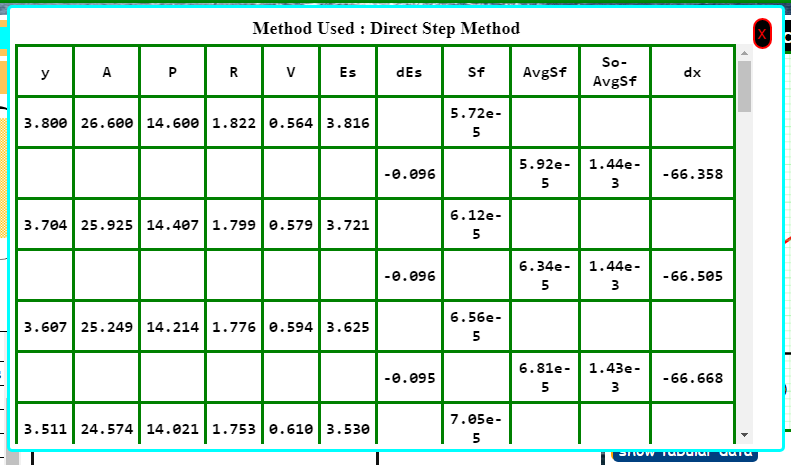 Method Used : Direct Step Method
X
y A P R V Es dEs Sf AvgSf So-AvgSf dx
3.800 26.600 14.600 1.822 0.564 3.816 5.72e-5
-0.096 5.92e-5 1.44e-3 -66.358
3.704 25.925 14.407 1.799 0.579 3.721 6.12e-5
-0.096 6.34e-5 1.44e-3 -66.505
3.607 25.249 14.214 1.776 0.594 3.625 6.56e-5
-0.095 6.81e-5 1.43e-3 -66.668
3.511 24.574 14.021 1.753 0.610 3.530 7.05e-5
show Tabular data